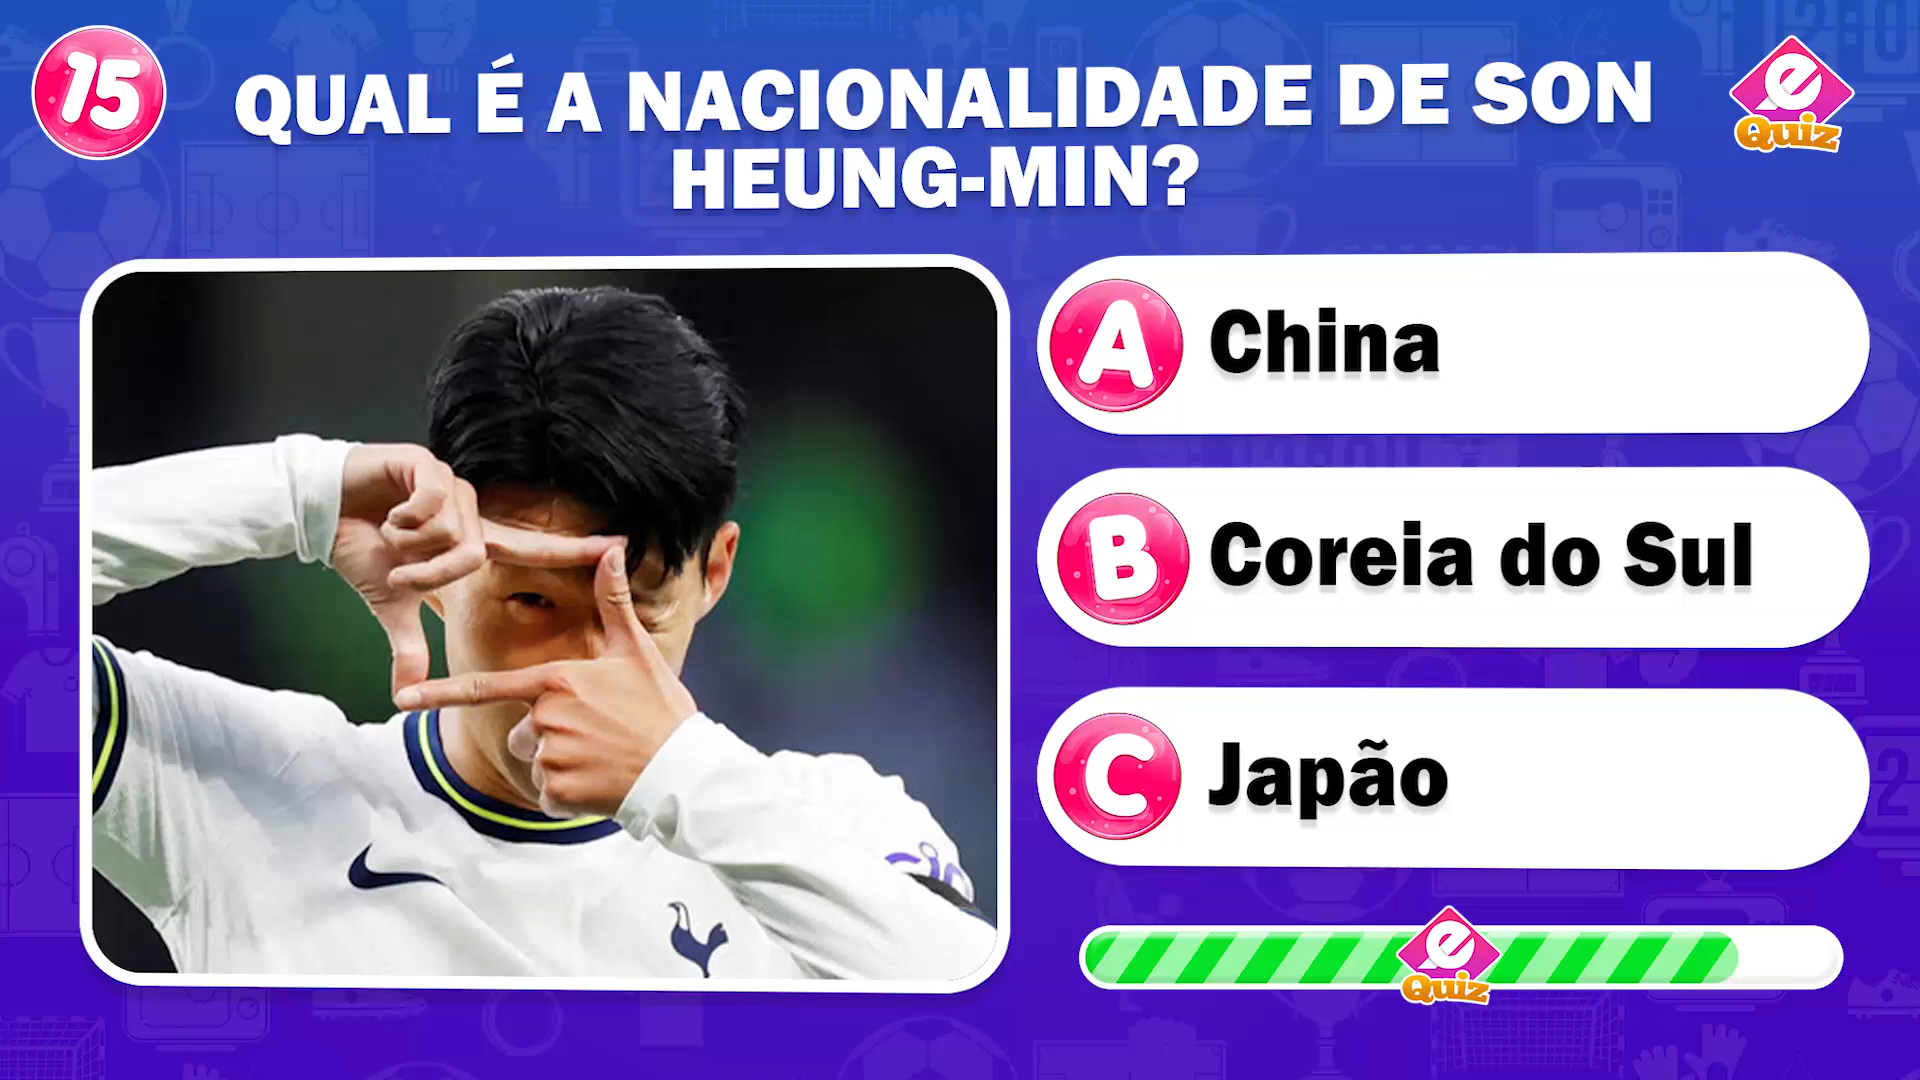 15
QUAL É A NACIONALIDADE DE SON
HEUNG-MIN?
e
Quiz
A China
B Coreia do Sul
C Japão
e
Quiz